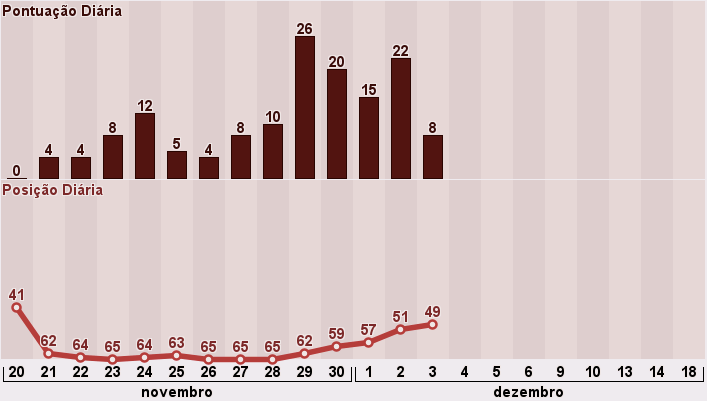 Pontuação Diária
0 4 4 8 12 5 4 8 10 26 20 15 22 8
Posição Diária
41 62 64 65 64 63 65 65 65 62 59 57 51 49
20 21 22 23 24 25 26 27 28 29 30 1 2 3 4 5 6 9 10 13 14 18
novembro dezembro